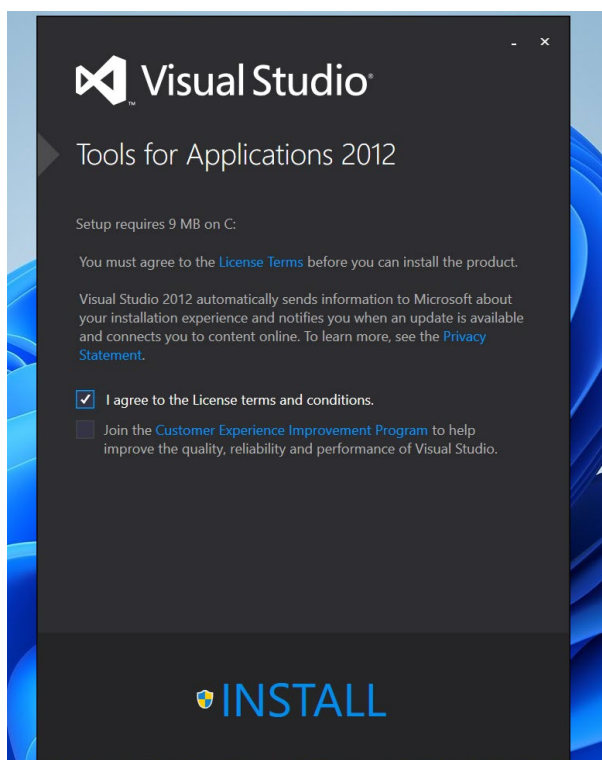 Visual Studio®
™
Tools for Applications 2012
Setup requires 9 MB on C:
You must agree to the License Terms before you can install the product.
Visual Studio 2012 automatically sends information to Microsoft about
your installation experience and notifies you when an update is available
and connects you to content online. To learn more, see the Privacy
Statement.
I agree to the License terms and conditions.
Join the Customer Experience Improvement Program to help
improve the quality, reliability and performance of Visual Studio.
INSTALL